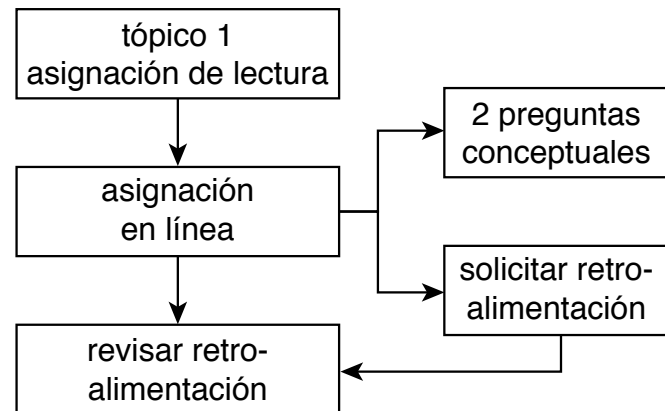 tópico 1
asignación de lectura
2 preguntas
conceptuales
asignación
en línea
solicitar retro-
alimentación
revisar retro-
alimentación